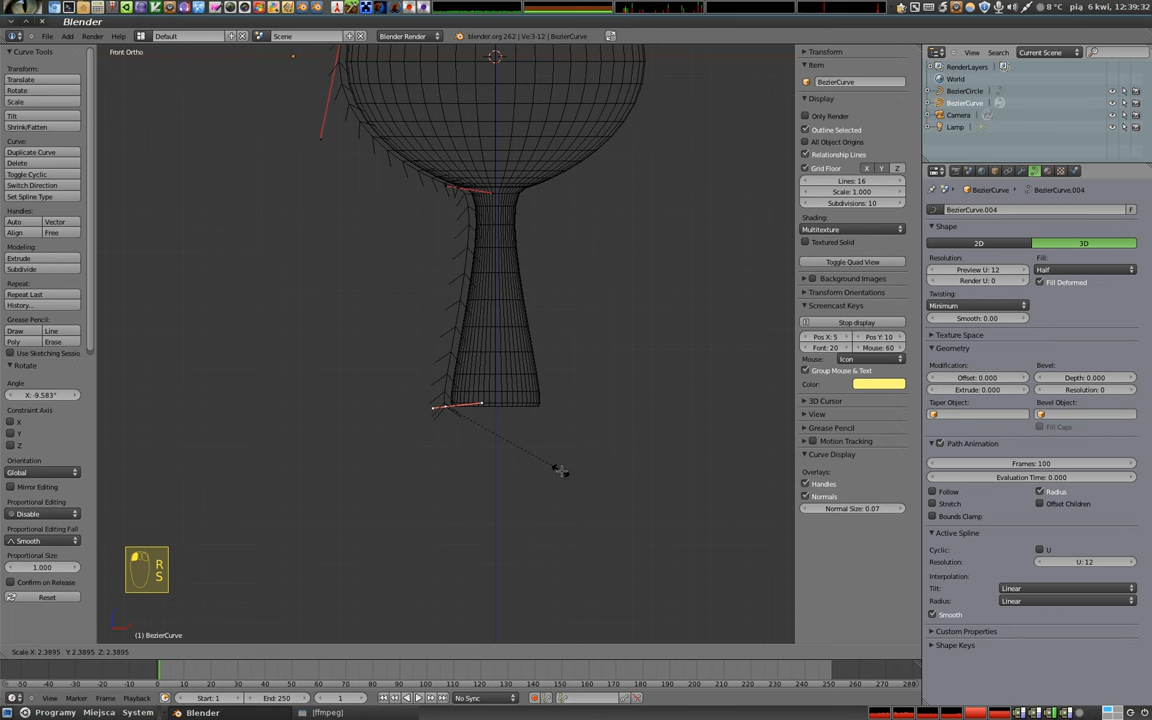 8 °C pią 6 kwi, 12:39:32
Blender
File Add Render Help
Default
Scene
Blender Render
blender.org 262 | Ve:3-12 | BezierCurve
Curve Tools
Transform:
Translate
Rotate
Scale
Tilt
Shrink/Fatten
Curve:
Duplicate Curve
Delete
Toggle Cyclic
Switch Direction
Set Spline Type
Handles:
Auto Vector
Align Free
Modeling:
Extrude
Subdivide
Repeat:
Repeat Last
History...
Grease Pencil:
Draw Line
Poly Erase
Use Sketching Sessio
Rotate
Angle
X: -9.583°
Constraint Axis
X
Y
Z
Orientation
Global
Mirror Editing
Proportional Editing
Disable
Proportional Editing Fall
Smooth
Proportional Size
1.000
Confirm on Release
Reset
Front Ortho
R
S
(1) BezierCurve
Transform
Item
BezierCurve
Display
Only Render
Outline Selected
All Object Origins
Relationship Lines
Grid Floor X Y Z
Lines: 16
Scale: 1.000
Subdivisions: 10
Shading:
Multitexture
Textured Solid
Toggle Quad View
Background Images
Transform Orientations
Screencast Keys
Stop display
Pos X: 5 Pos Y: 10
Font: 20 Mouse: 60
Mouse: Icon
Group Mouse & Text
Color:
3D Cursor
View
Grease Pencil
Motion Tracking
Curve Display
Overlays:
Handles
Normals
Normal Size: 0.07
View Search Current Scene
RenderLayers
World
BezierCircle
BezierCurve
Camera
Lamp
BezierCurve BezierCurve.004
BezierCurve.004 F
Shape
2D 3D
Resolution: Fill:
Preview U: 12 Half
Render U: 0 Fill Deformed
Twisting:
Minimum
Smooth: 0.00
Texture Space
Geometry
Modification: Bevel:
Offset: 0.000 Depth: 0.000
Extrude: 0.000 Resolution: 0
Taper Object: Bevel Object:
Fill Caps
Path Animation
Frames: 100
Evaluation Time: 0.000
Follow Radius
Stretch Offset Children
Bounds Clamp
Active Spline
Cyclic: U
Resolution: U: 12
Interpolation:
Tilt: Linear
Radius: Linear
Smooth
Custom Properties
Shape Keys
Scale X: 2.3895 Y: 2.3895 Z: 2.3895
-50 -40 -30 -20 -10 0 10 20 30 40 50 60 70 80 90 100 110 120 130 140 150 160 170 180 190 200 210 220 230 240 250 260 270 280
View Marker Frame Playback Start: 1 End: 250 1 No Sync
Programy Miejsca System Blender [ffmpeg]